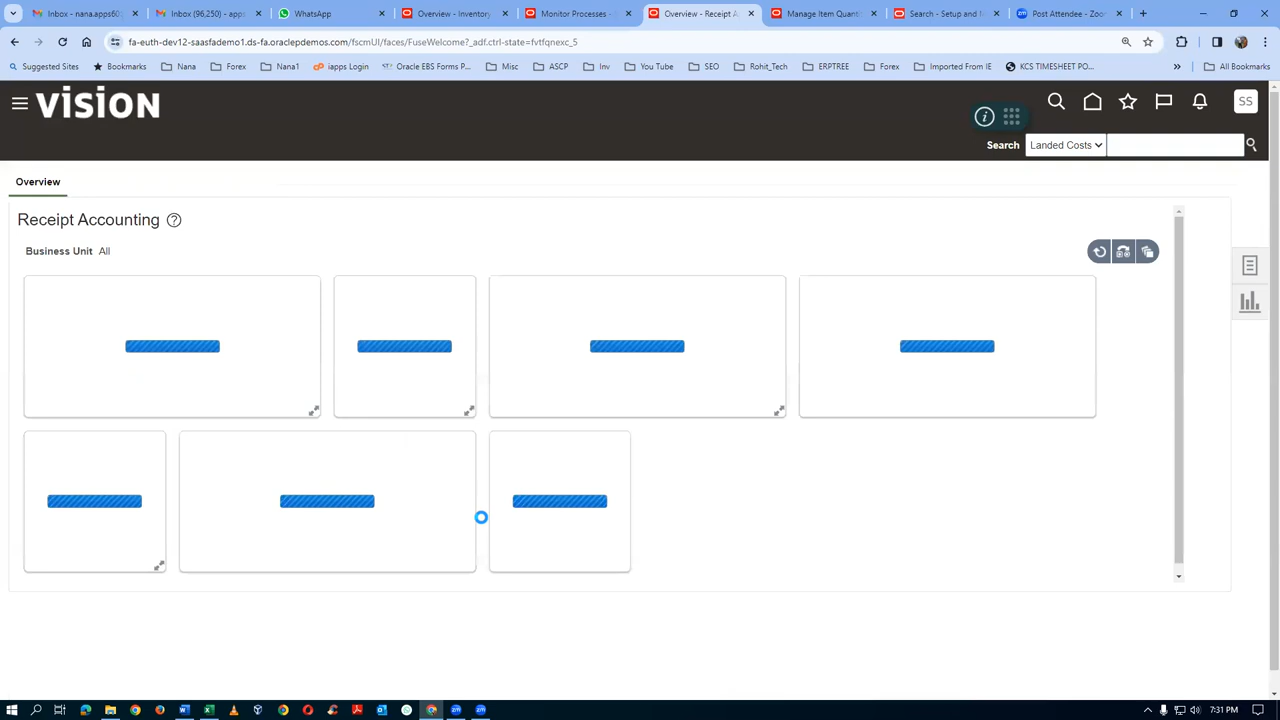 Inbox - nana.apps60
Inbox (96,250) - apps
WhatsApp
Overview - Inventory
Monitor Processes - S
Overview - Receipt A
Manage Item Quant
Search - Setup and M
Post Attendee - Zoo
fa-euth-dev12-saasfademo1.ds-fa.oraclepdemos.com/fscmUI/faces/FuseWelcome?_adf.ctrl-state=fvtfqnexc_5
Suggested Sites
Bookmarks
Nana
Forex
Nana1
iapps Login
Oracle EBS Forms P...
Misc
ASCP
Inv
You Tube
SEO
Rohit_Tech
ERPTREE
Forex
Imported From IE
KCS TIMESHEET PO...
»
All Bookmarks
VISION
SS
Search
Landed Costs
Overview
Receipt Accounting
Business Unit All
7:31 PM